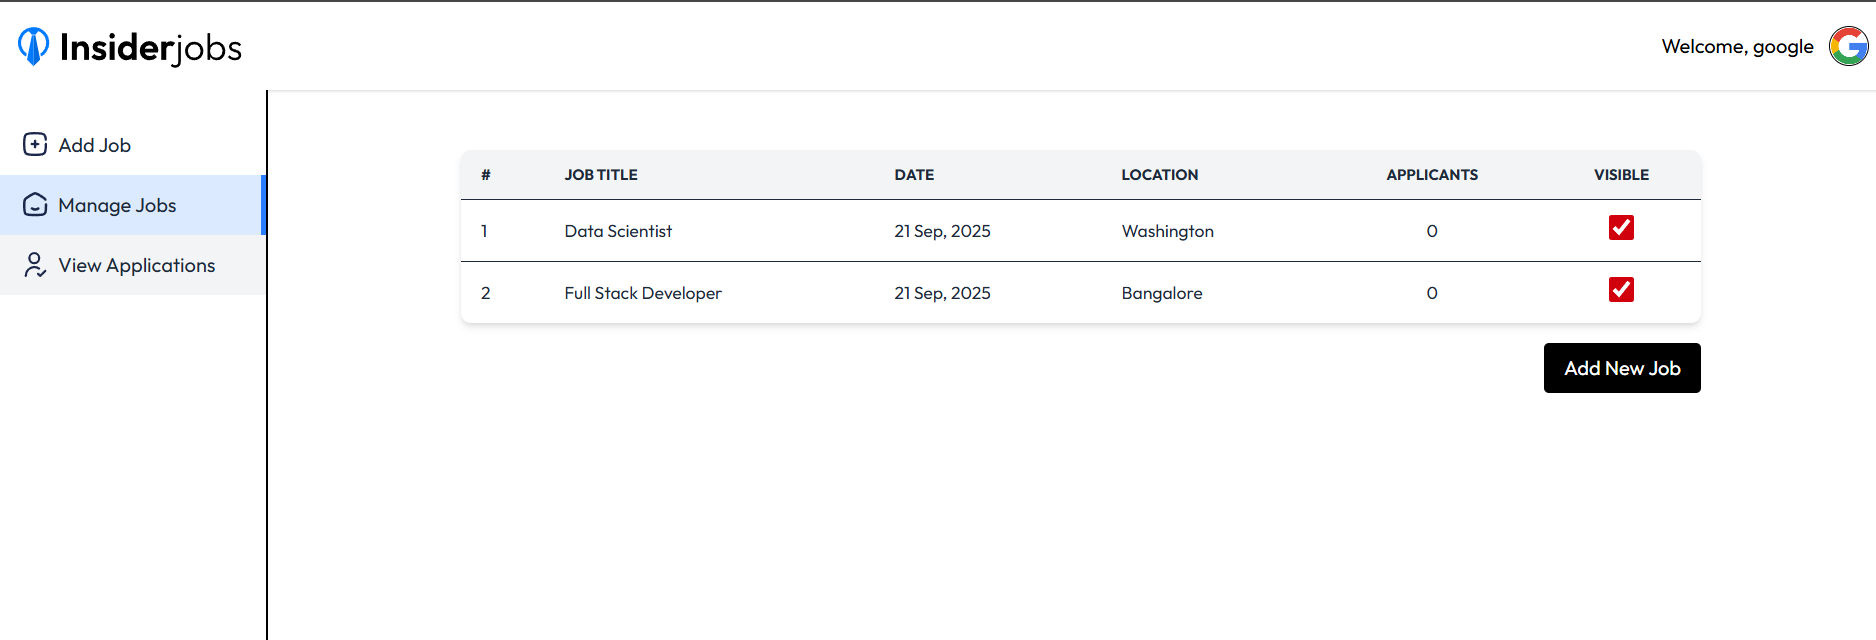 Insiderjobs
Welcome, google
Add Job
Manage Jobs
View Applications
# JOB TITLE DATE LOCATION APPLICANTS VISIBLE
1 Data Scientist 21 Sep, 2025 Washington 0
2 Full Stack Developer 21 Sep, 2025 Bangalore 0
Add New Job